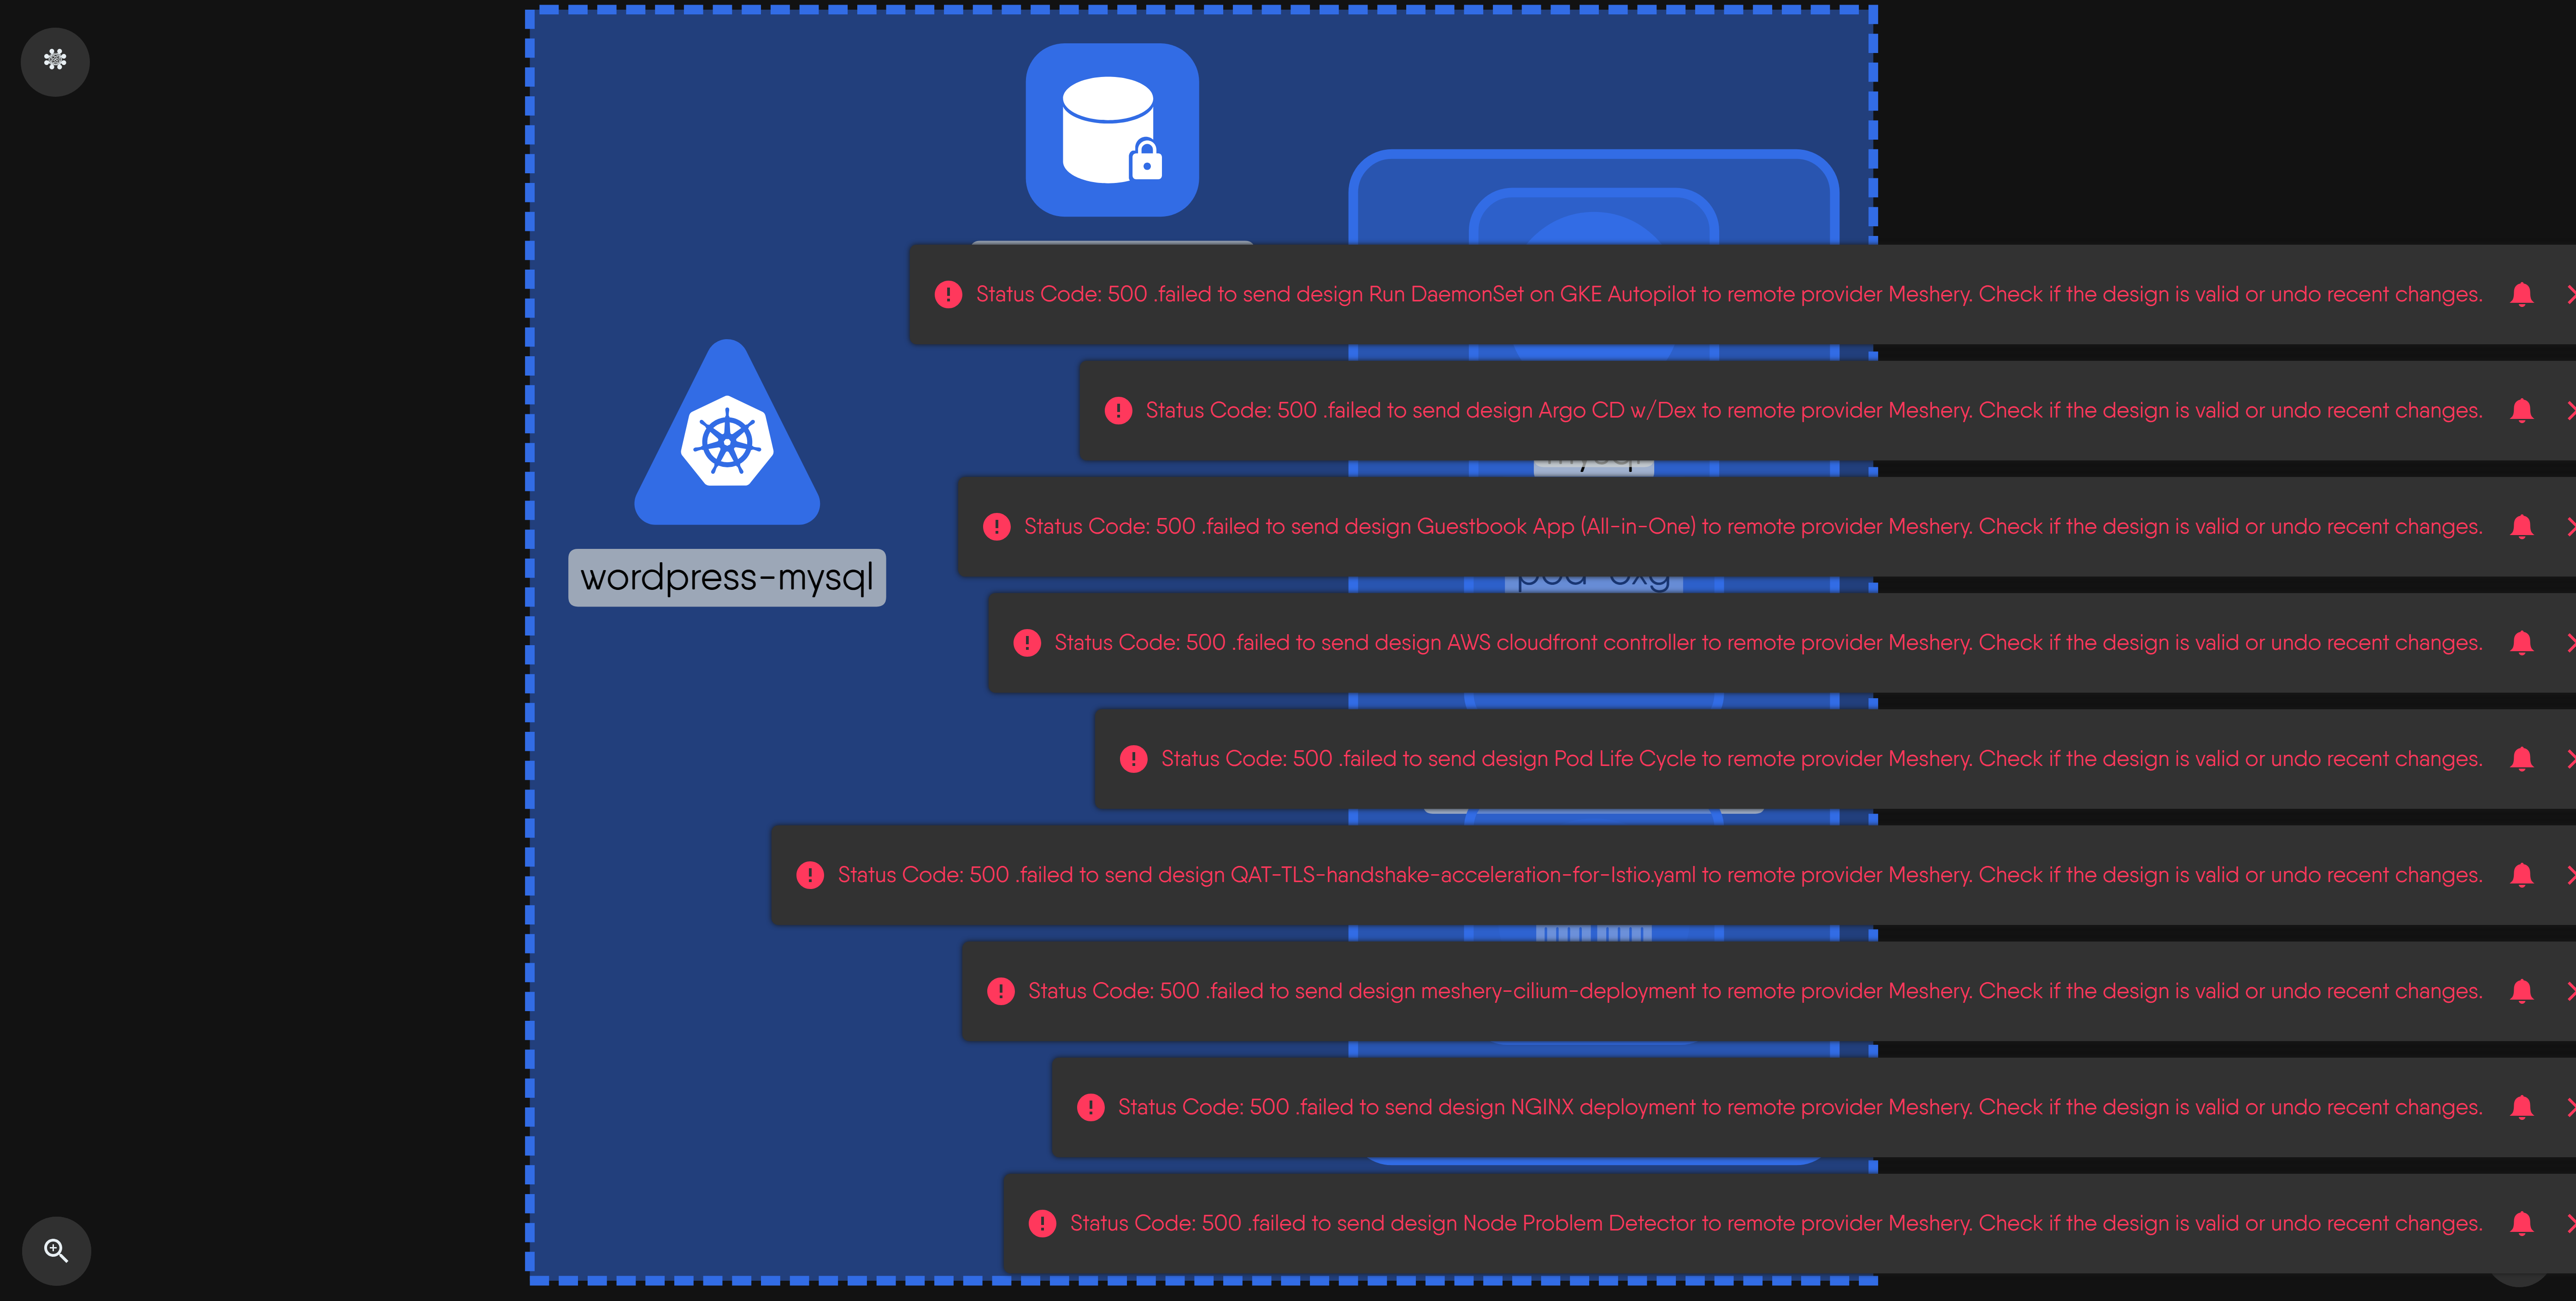 Status Code: 500 .failed to send design Run DaemonSet on GKE Autopilot to remote provider Meshery. Check if the design is valid or undo recent changes.
Status Code: 500 .failed to send design Argo CD w/Dex to remote provider Meshery. Check if the design is valid or undo recent changes.
mysql
Status Code: 500 .failed to send design Guestbook App (All-in-One) to remote provider Meshery. Check if the design is valid or undo recent changes.
wordpress-mysql
Status Code: 500 .failed to send design AWS cloudfront controller to remote provider Meshery. Check if the design is valid or undo recent changes.
Status Code: 500 .failed to send design Pod Life Cycle to remote provider Meshery. Check if the design is valid or undo recent changes.
Status Code: 500 .failed to send design QAT-TLS-handshake-acceleration-for-Istio.yaml to remote provider Meshery. Check if the design is valid or undo recent changes.
Status Code: 500 .failed to send design meshery-cilium-deployment to remote provider Meshery. Check if the design is valid or undo recent changes.
Status Code: 500 .failed to send design NGINX deployment to remote provider Meshery. Check if the design is valid or undo recent changes.
Status Code: 500 .failed to send design Node Problem Detector to remote provider Meshery. Check if the design is valid or undo recent changes.